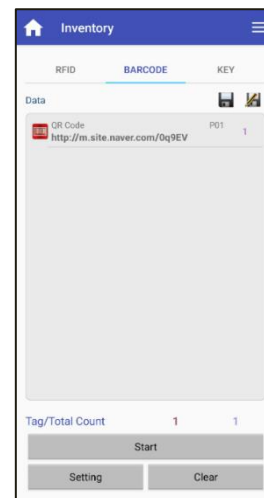 Inventory
RFID BARCODE KEY
Data
QR Code P01 1
http://m.site.naver.com/0q9EV
Tag/Total Count 1 1
Start
Setting Clear